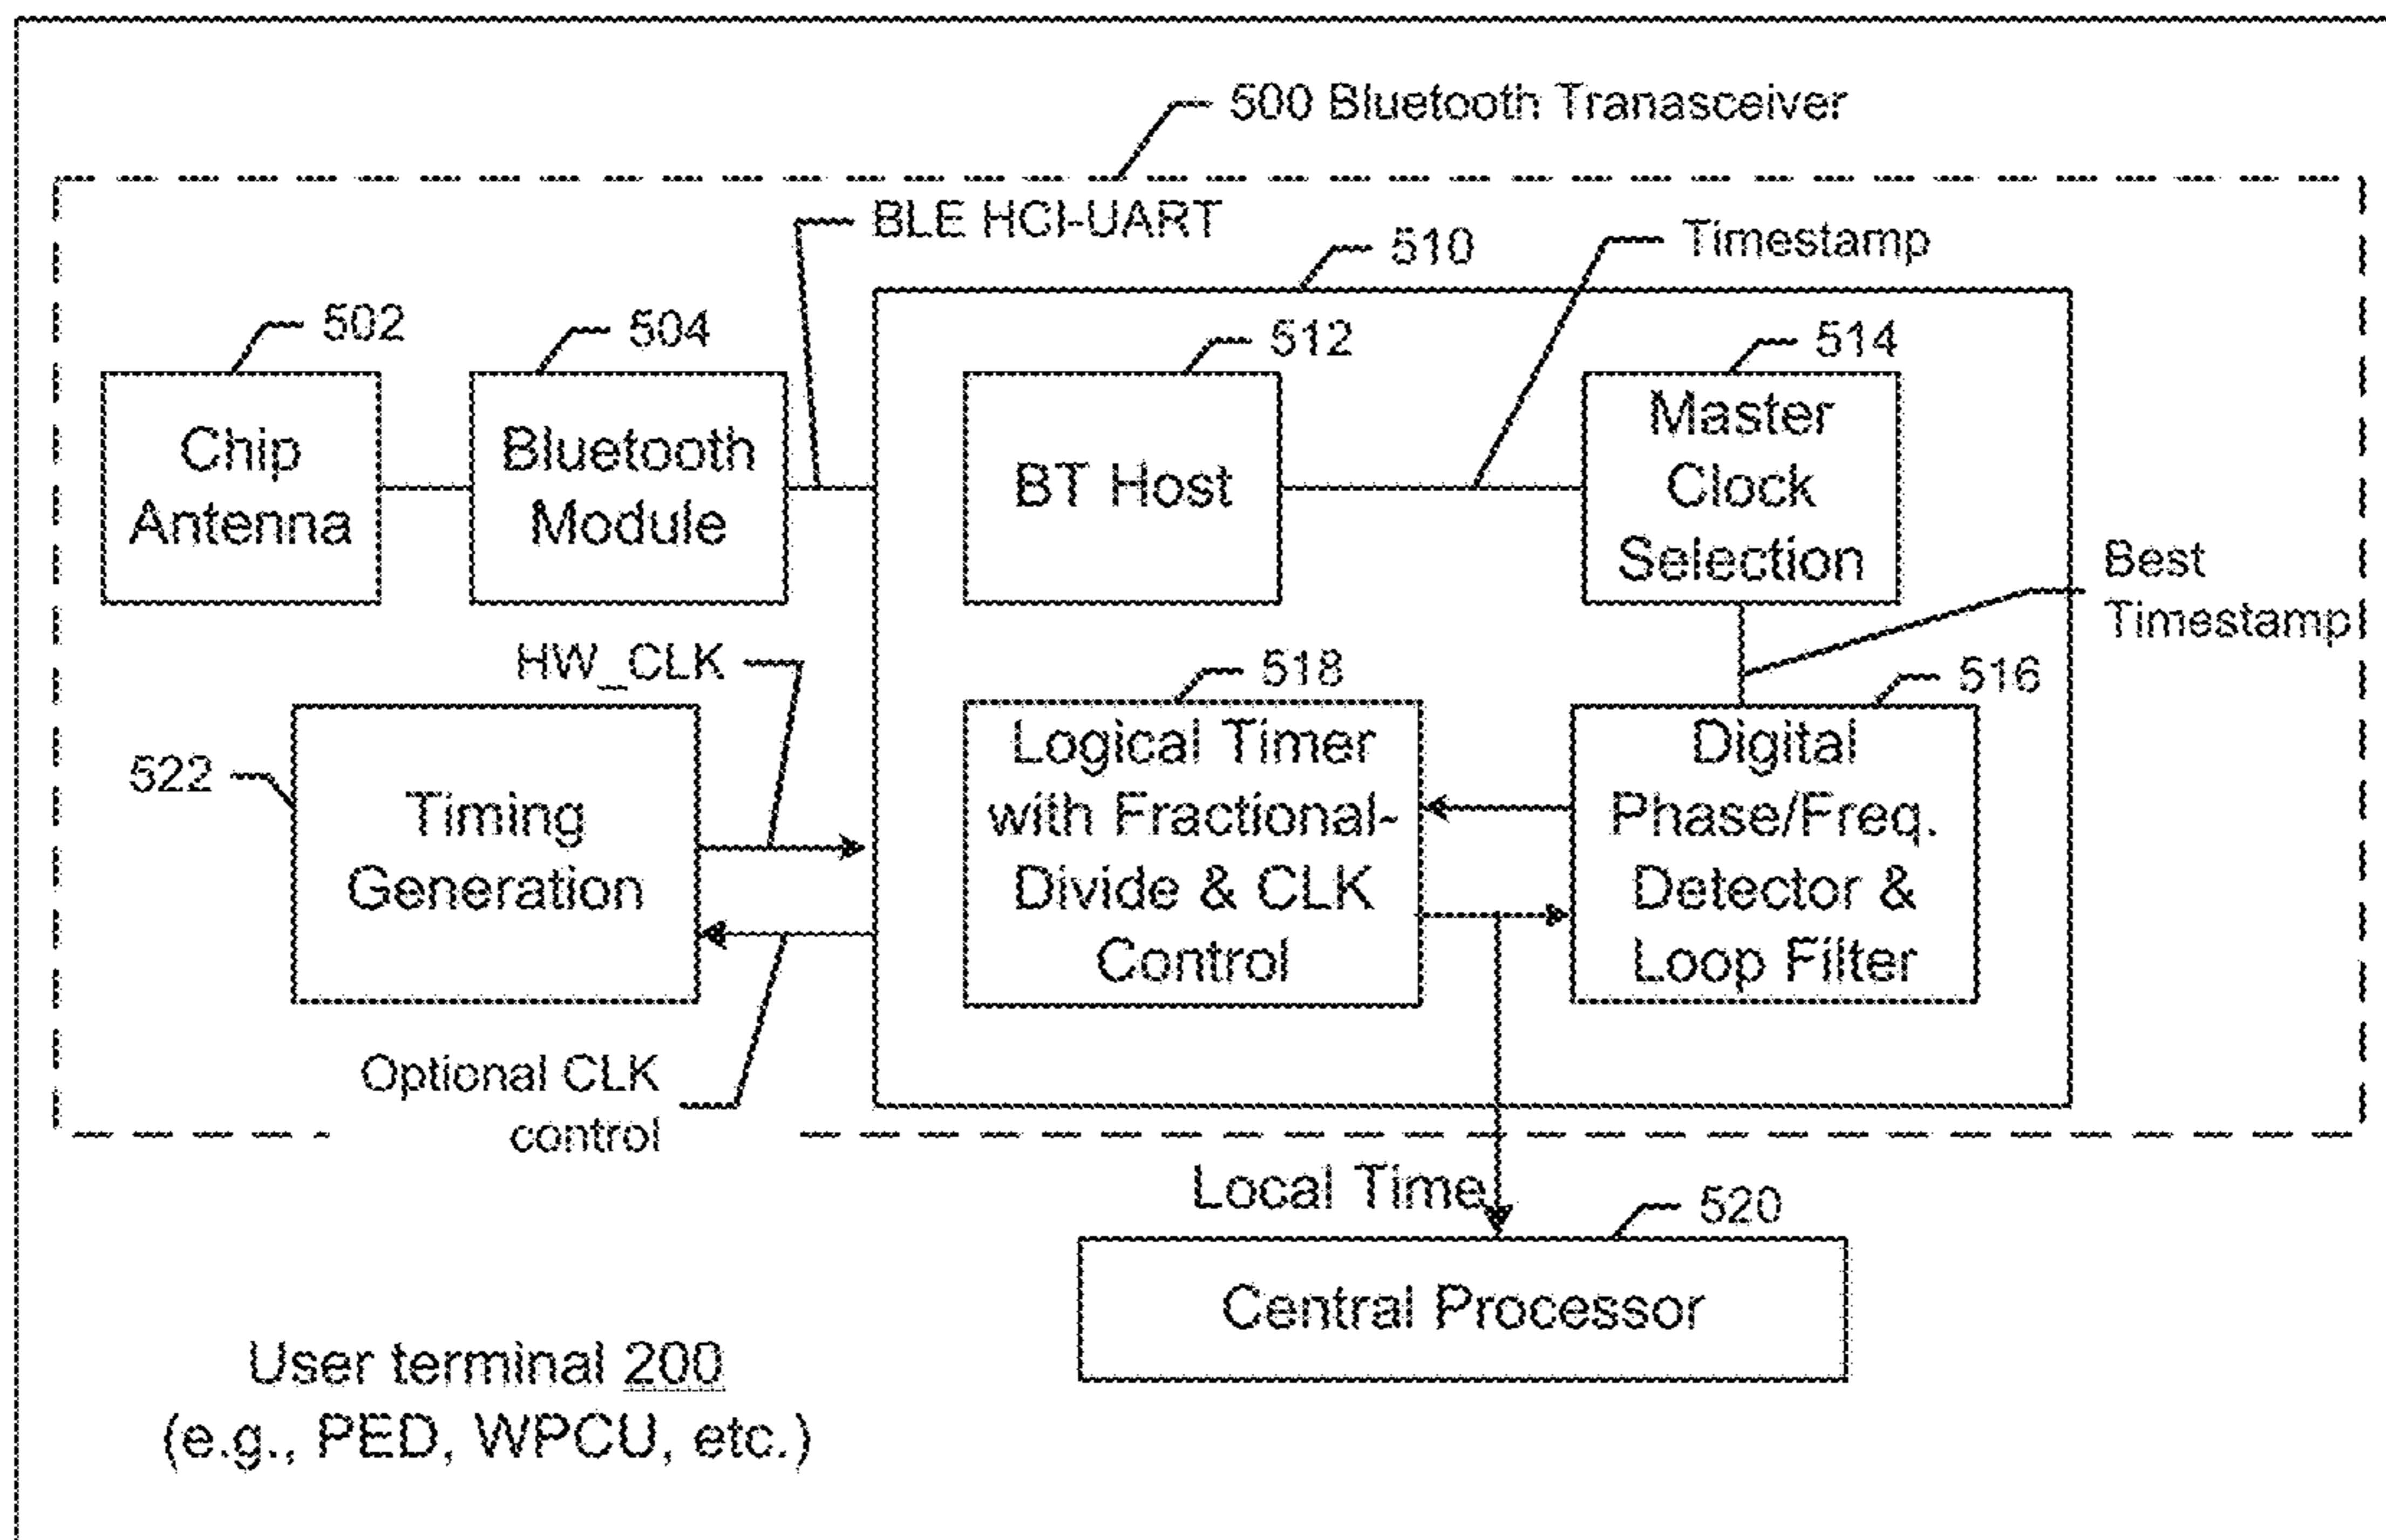 500 Bluetooth Tranasceiver
BLE HCI-UART
510
Timestamp
502
504
512
514
Chip
Antenna
Bluetooth
Module
BT Host
Master
Clock
Selection
Best
Timestamp
HW_CLK
518
516
522
Timing
Generation
Logical Timer
with Fractional-
Divide & CLK
Control
Digital
Phase/Freq.
Detector &
Loop Filter
Optional CLK
control
Local Time
520
Central Processor
User terminal 200
(e.g., PED, WPCU, etc.)